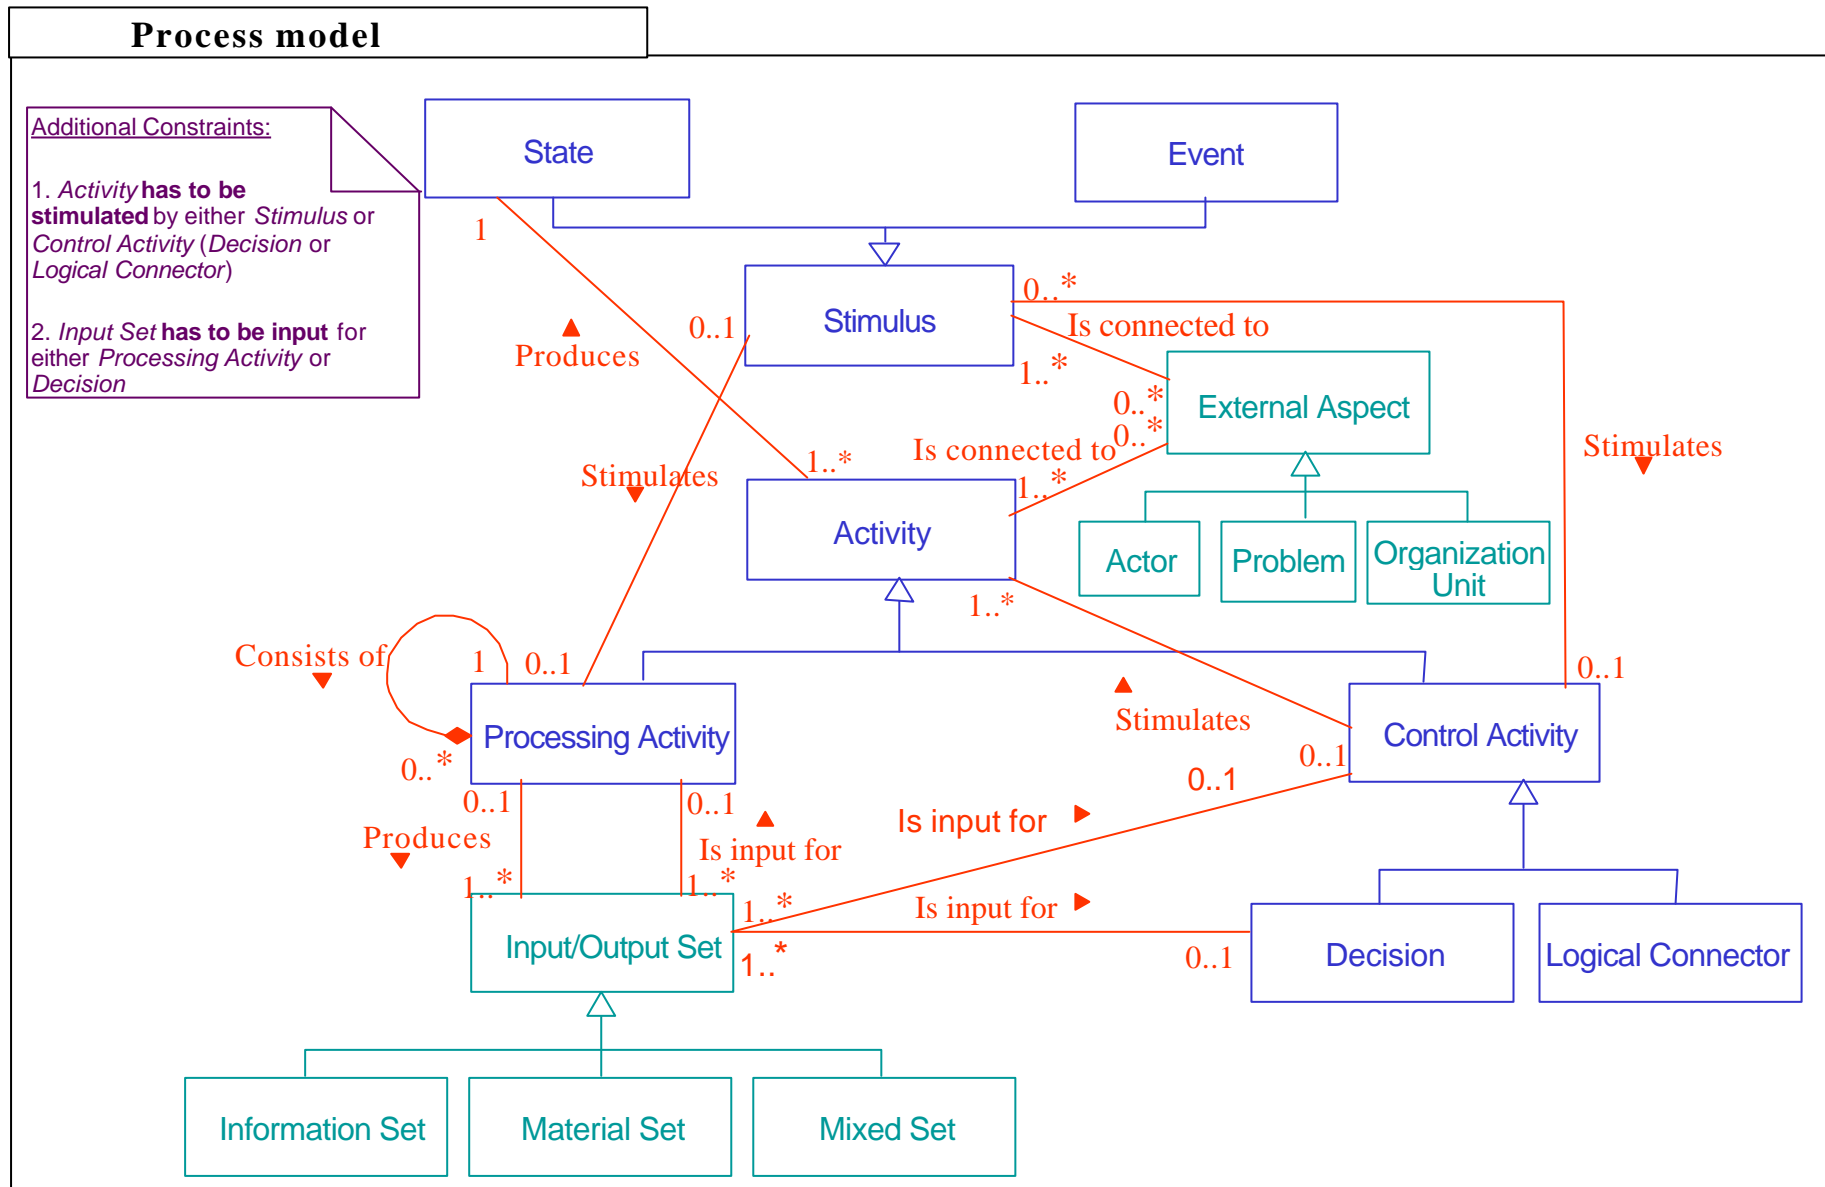 Process model
Additional Constraints:
1. Activity has to be
stimulated by either Stimulus or
Control Activity (Decision or
Logical Connector)
2. Input Set has to be input for
either Processing Activity or
Decision
State
Event
1
0..*
0..1
Stimulus
Is connected to
Produces
1..*
0..*
External Aspect
0..*
Is connected to
Stimulates
1..*
Stimulates
1..*
Activity
Actor
Problem
Organization
Unit
1..*
Consists of
1
0..1
0..1
Stimulates
Processing Activity
Control Activity
0..*
0..1
0..1
0..1
0..1
Produces
Is input for
Is input for
1..*
1..*
1..*
Is input for
Input/Output Set
1..*
0..1
Decision
Logical Connector
Information Set
Material Set
Mixed Set